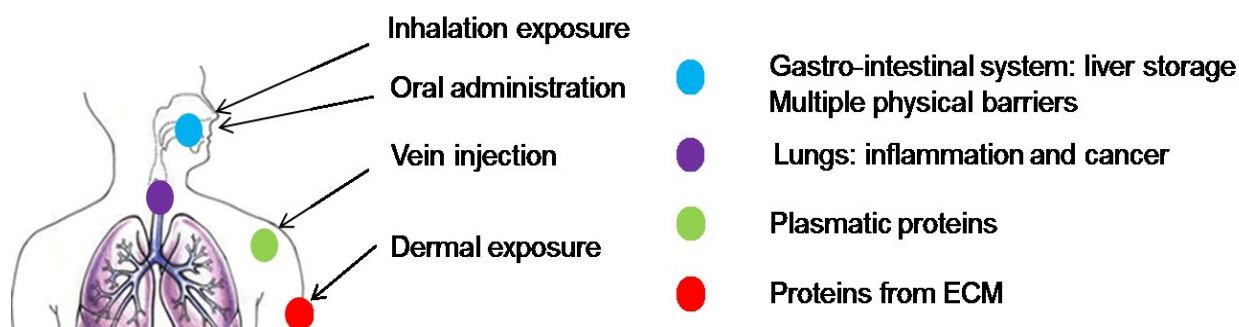 Inhalation exposure
Oral administration
Vein injection
Dermal exposure
Gastro-intestinal system: liver storage
Multiple physical barriers
Lungs: inflammation and cancer
Plasmatic proteins
Proteins from ECM